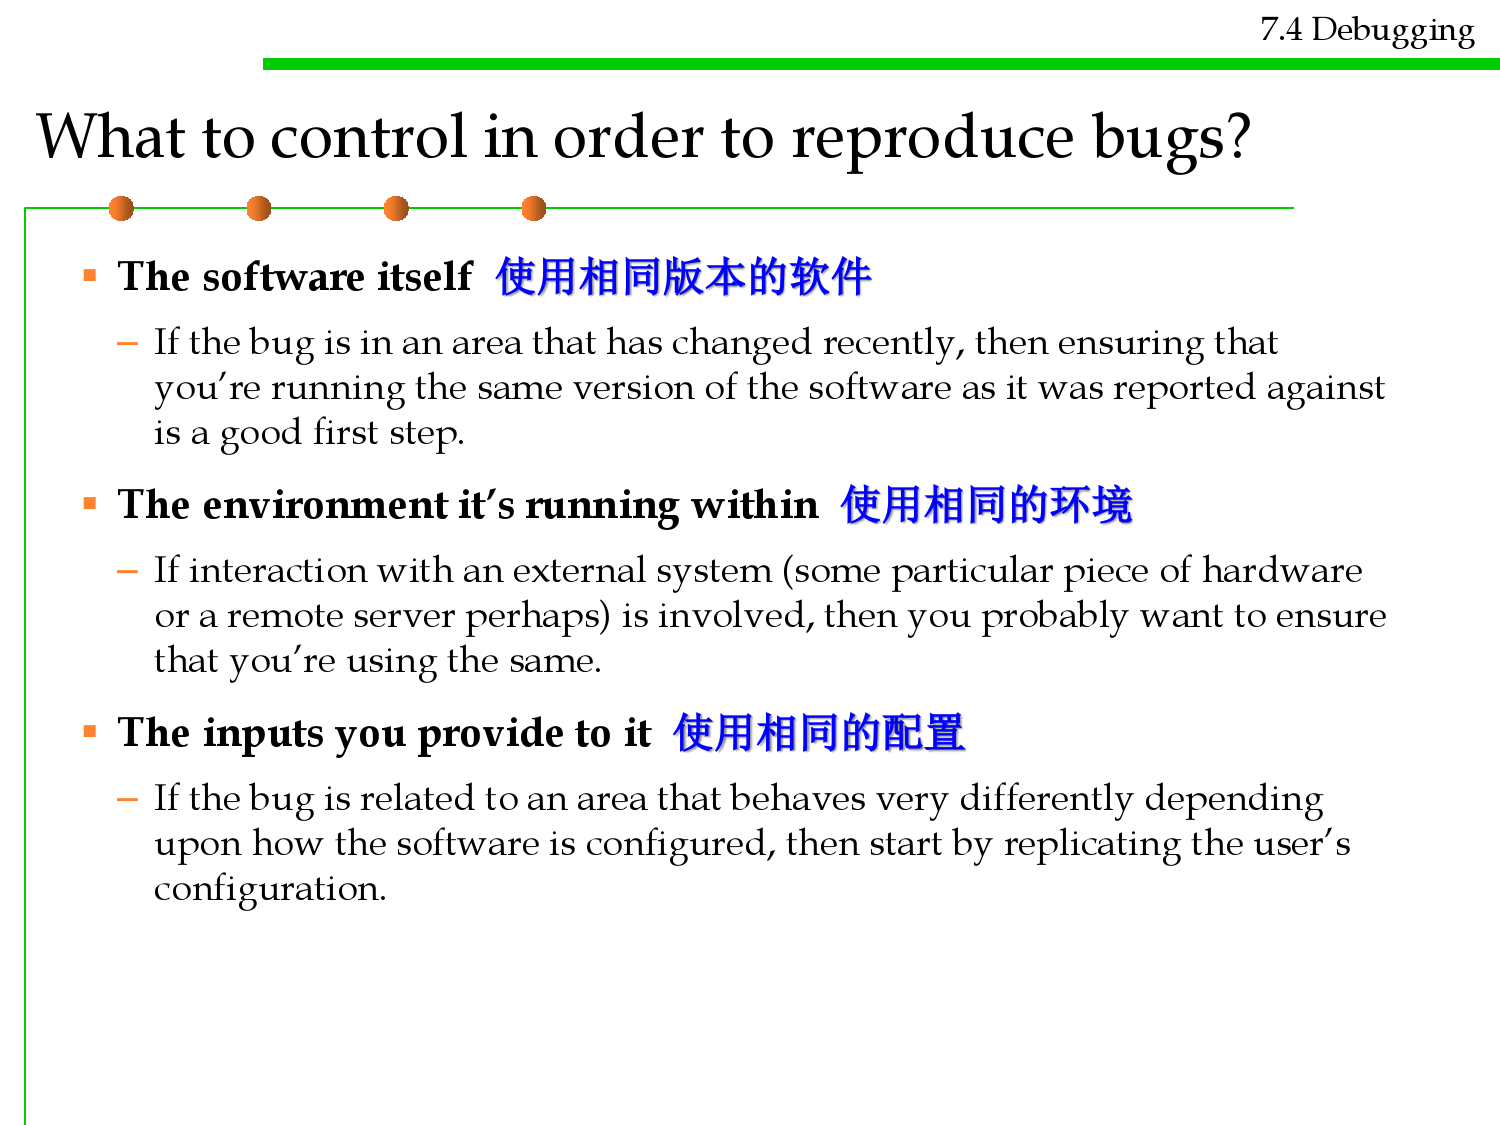 7.4 Debugging
What to control in order to reproduce bugs?
▪ The software itself 使用相同版本的软件
– If the bug is in an area that has changed recently, then ensuring that
you’re running the same version of the software as it was reported against
is a good first step.
▪ The environment it’s running within 使用相同的环境
– If interaction with an external system (some particular piece of hardware
or a remote server perhaps) is involved, then you probably want to ensure
that you’re using the same.
▪ The inputs you provide to it 使用相同的配置
– If the bug is related to an area that behaves very differently depending
upon how the software is configured, then start by replicating the user’s
configuration.